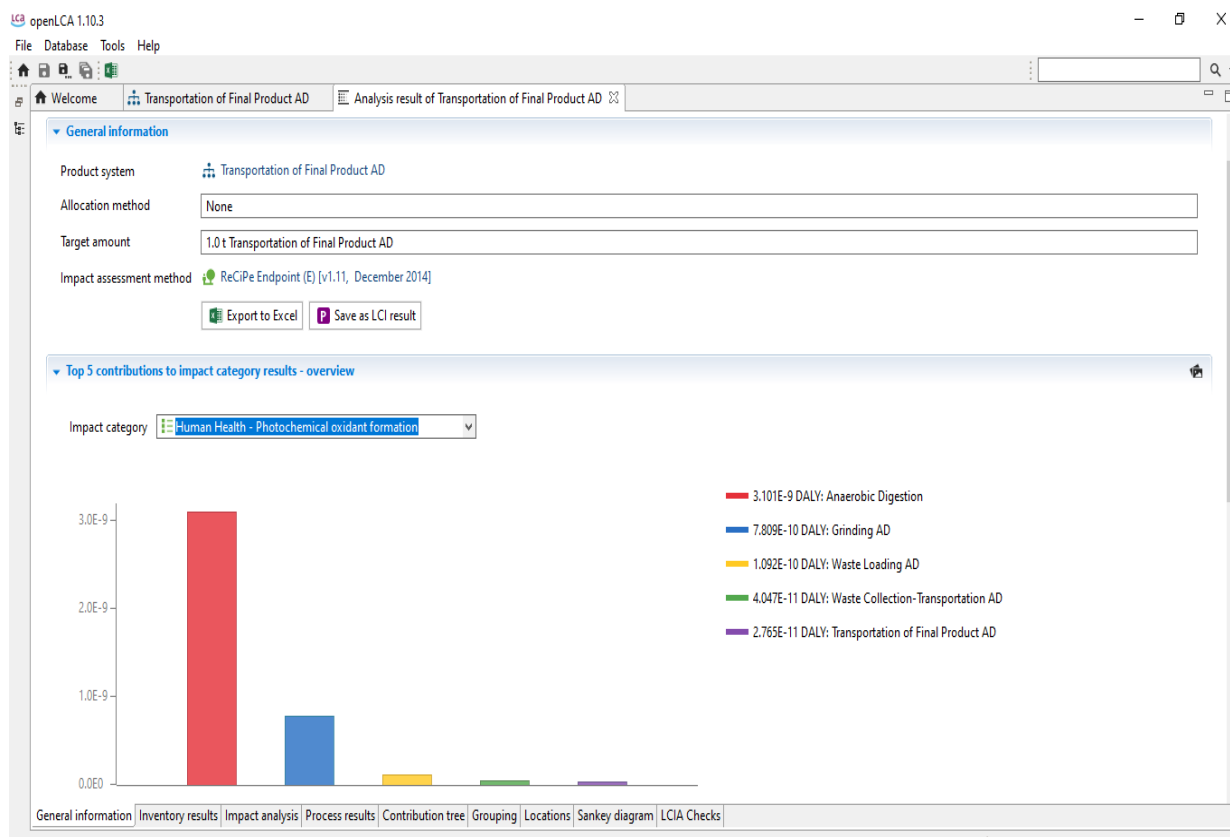 LCA openLCA 1.10.3
File Database Tools Help
Welcome Transportation of Final Product AD Analysis result of Transportation of Final Product AD
General information
Product system Transportation of Final Product AD
Allocation method None
Target amount 1.0 t Transportation of Final Product AD
Impact assessment method ReCiPe Endpoint (E) [v1.11, December 2014]
Export to Excel P Save as LCI result
Top 5 contributions to impact category results - overview
Impact category Human Health - Photochemical oxidant formation
3.101E-9 DALY: Anaerobic Digestion
7.809E-10 DALY: Grinding AD
1.092E-10 DALY: Waste Loading AD
4.047E-11 DALY: Waste Collection-Transportation AD
2.765E-11 DALY: Transportation of Final Product AD
3.0E-9
2.0E-9
1.0E-9
0.0E0
General information Inventory results Impact analysis Process results Contribution tree Grouping Locations Sankey diagram LCIA Checks